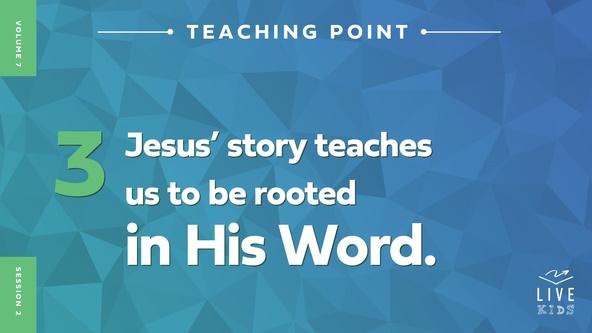 VOLUME 7
TEACHING POINT
3
Jesus' story teaches
us to be rooted
in His Word.
SESSION 2
LIVE
KIDS